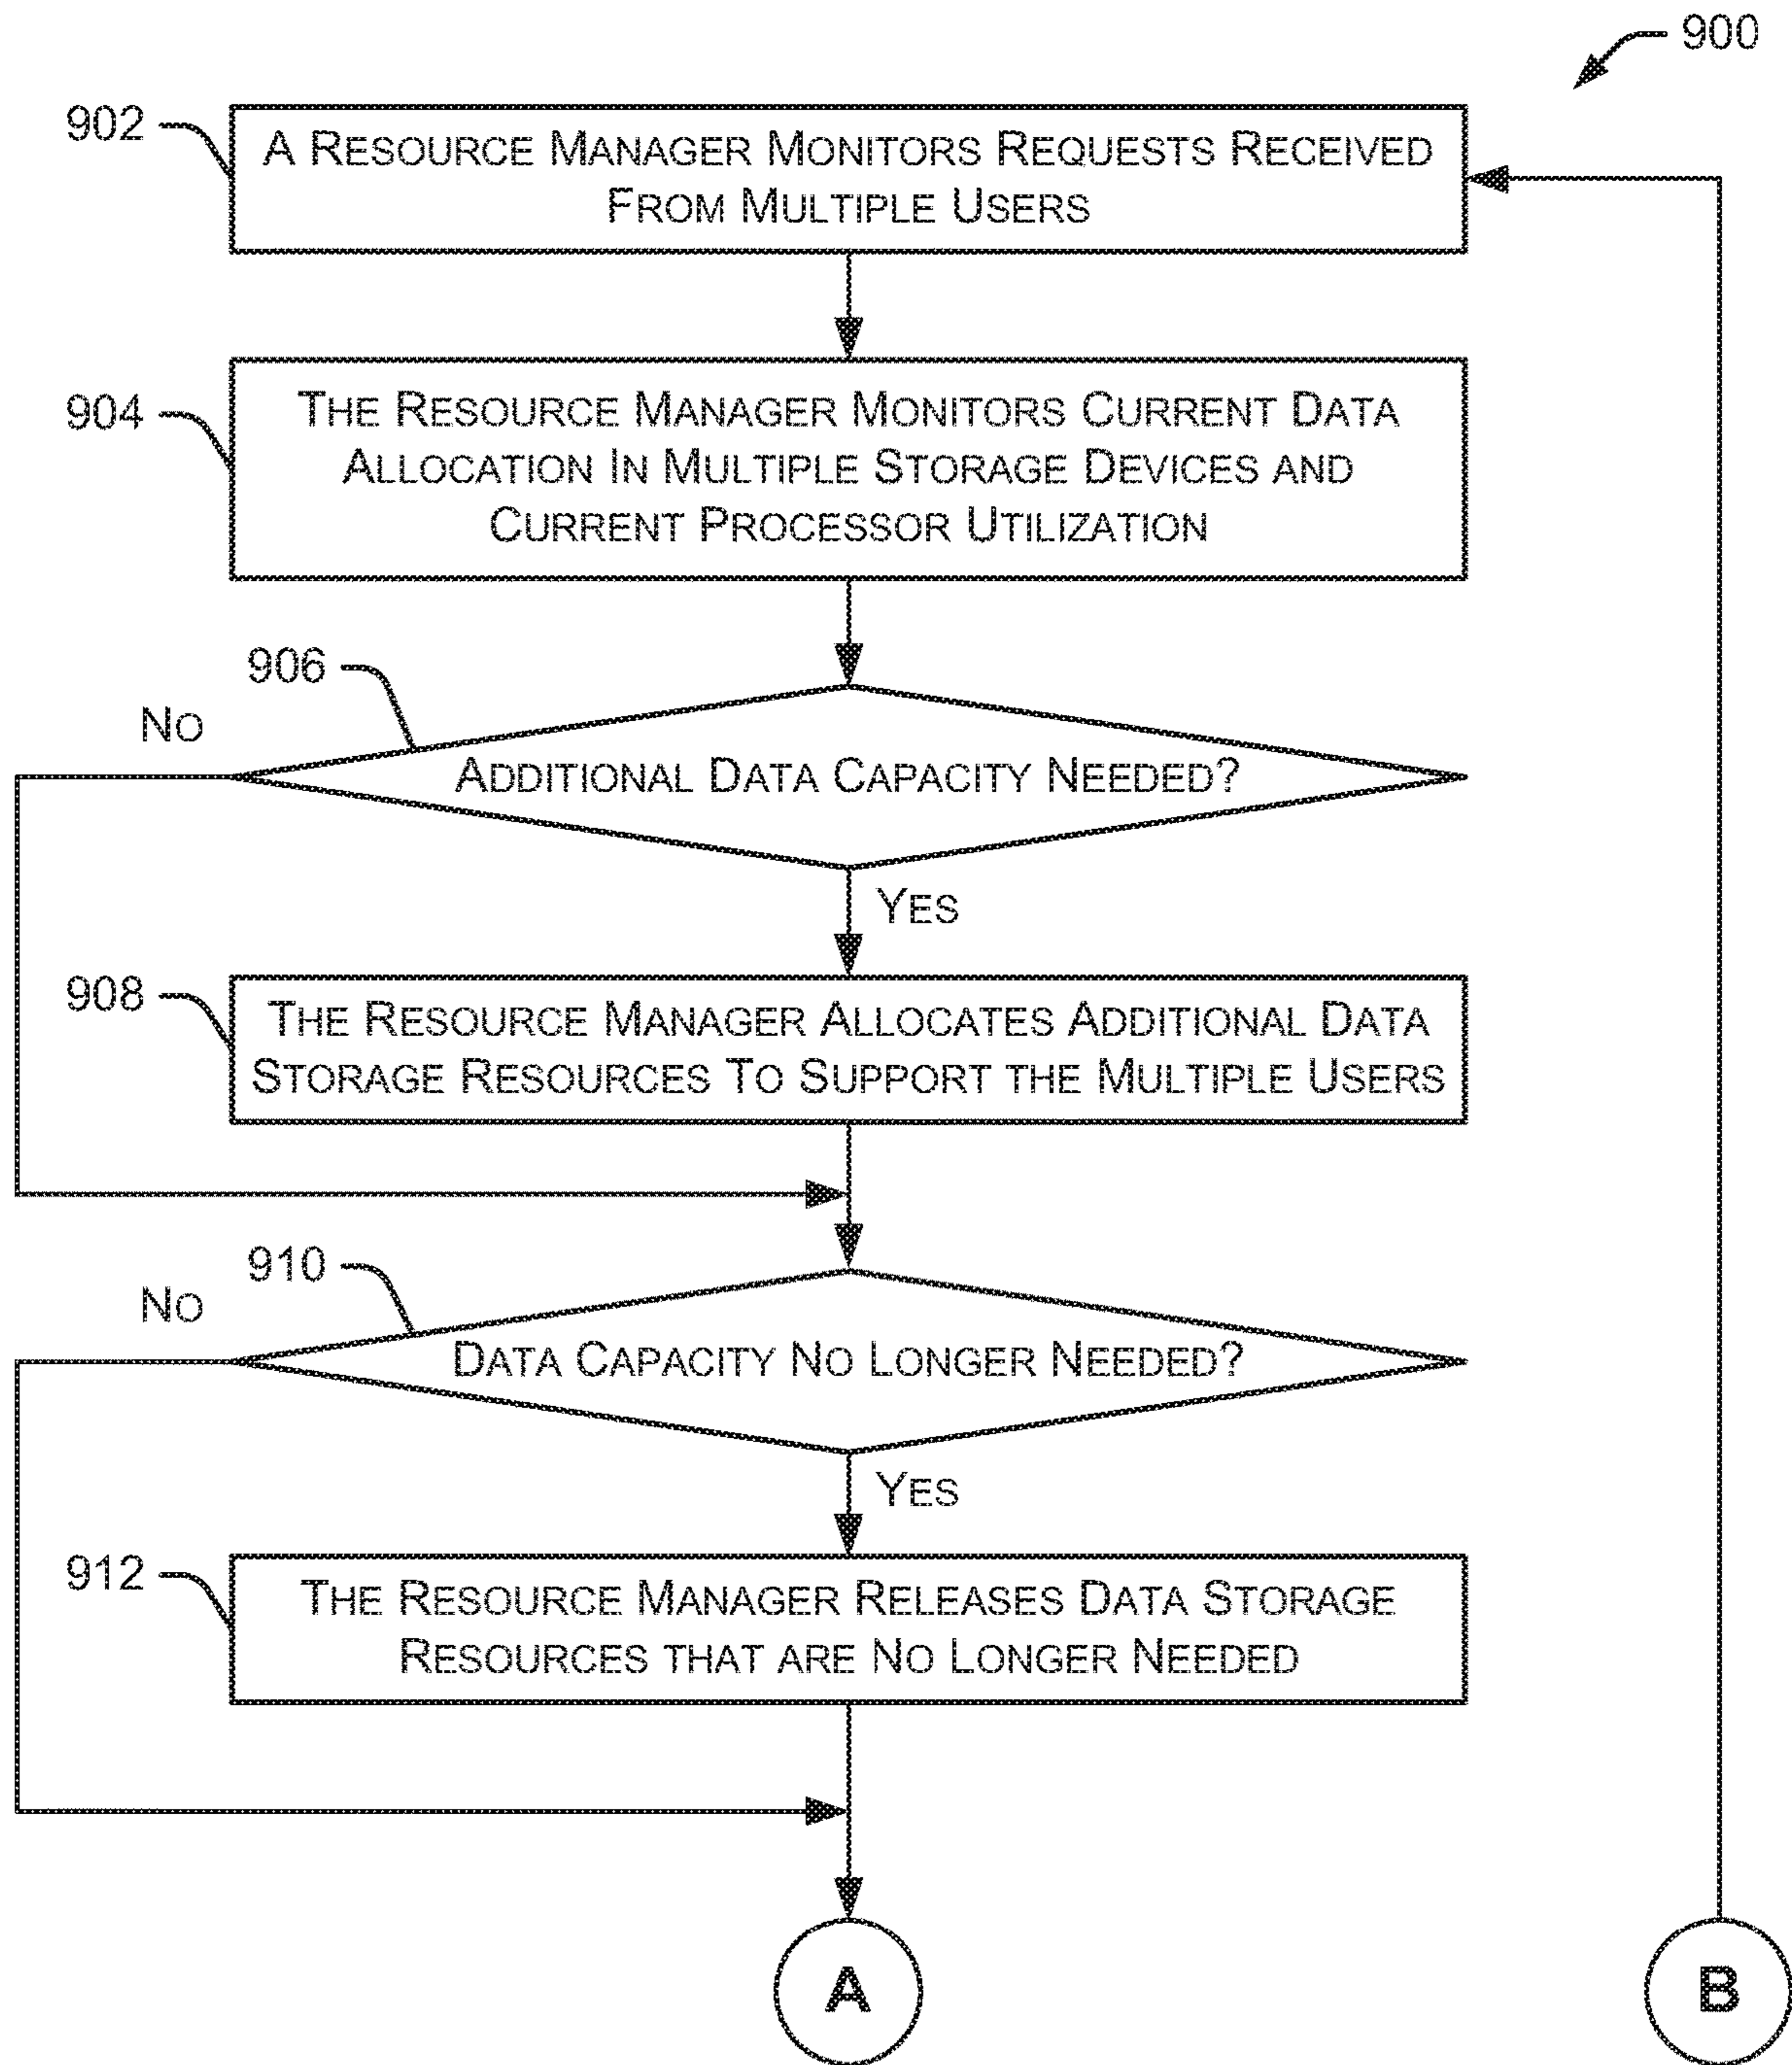 900
902
A Resource Manager Monitors Requests Received
From Multiple Users
904
The Resource Manager Monitors Current Data
Allocation In Multiple Storage Devices and
Current Processor Utilization
906
No
Additional Data Capacity Needed?
Yes
908
The Resource Manager Allocates Additional Data
Storage Resources To Support the Multiple Users
910
No
Data Capacity No Longer Needed?
Yes
912
The Resource Manager Releases Data Storage
Resources that are No Longer Needed
A
B